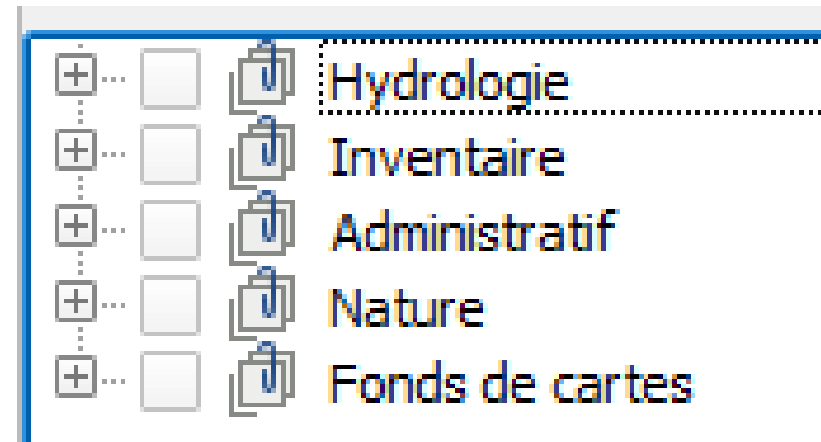 Hydrologie
Inventaire
Administratif
Nature
Fonds de cartes